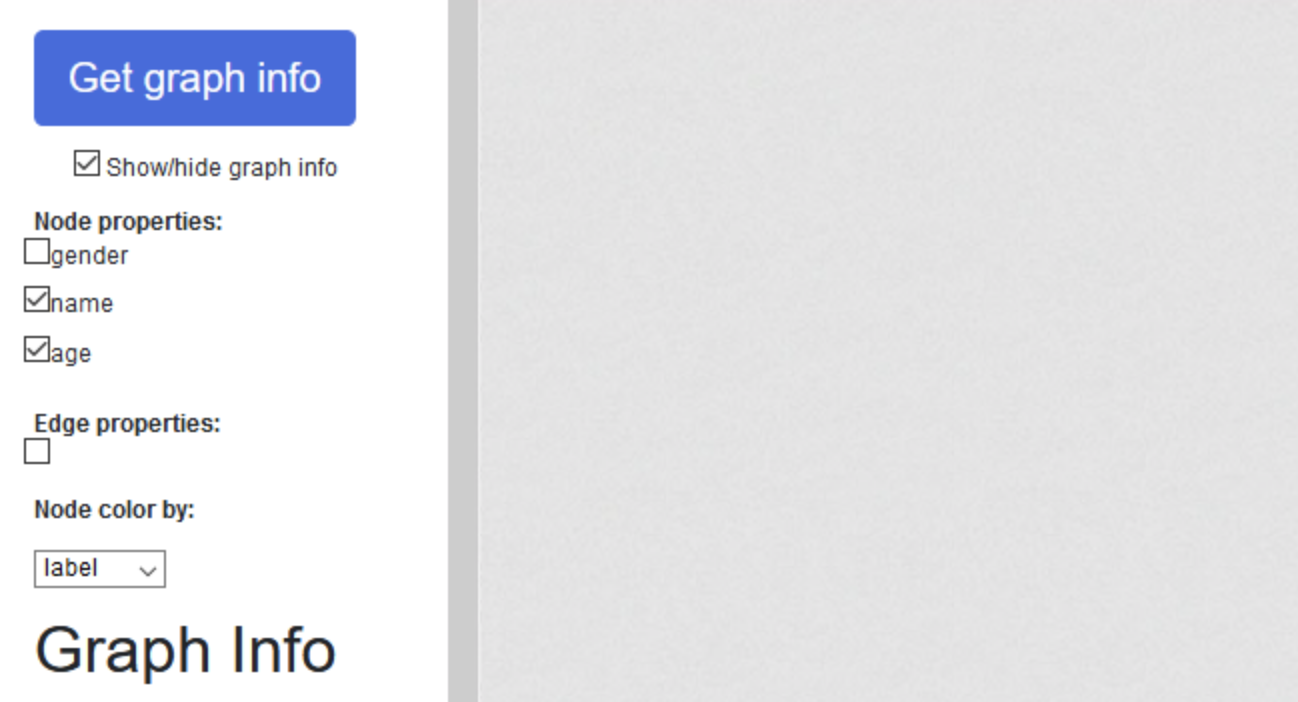 Get graph info
Show/hide graph info
Node properties:
gender
name
age
Edge properties:
Node color by:
label
Graph Info